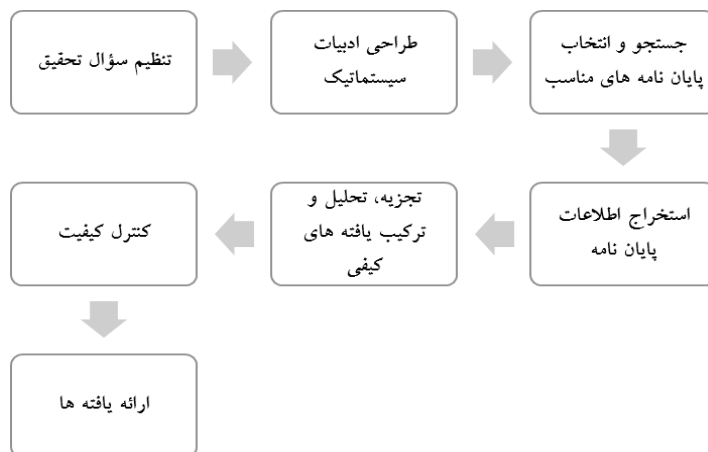 تنظیم سؤال تحقیق
طراحی ادبیات
سیستماتیک
جستجو و انتخاب
پایان نامه های مناسب
استخراج اطلاعات
پایان نامه
تجزیه، تحلیل و
ترکیب یافته های
کیفی
کنترل کیفیت
ارائه یافته ها